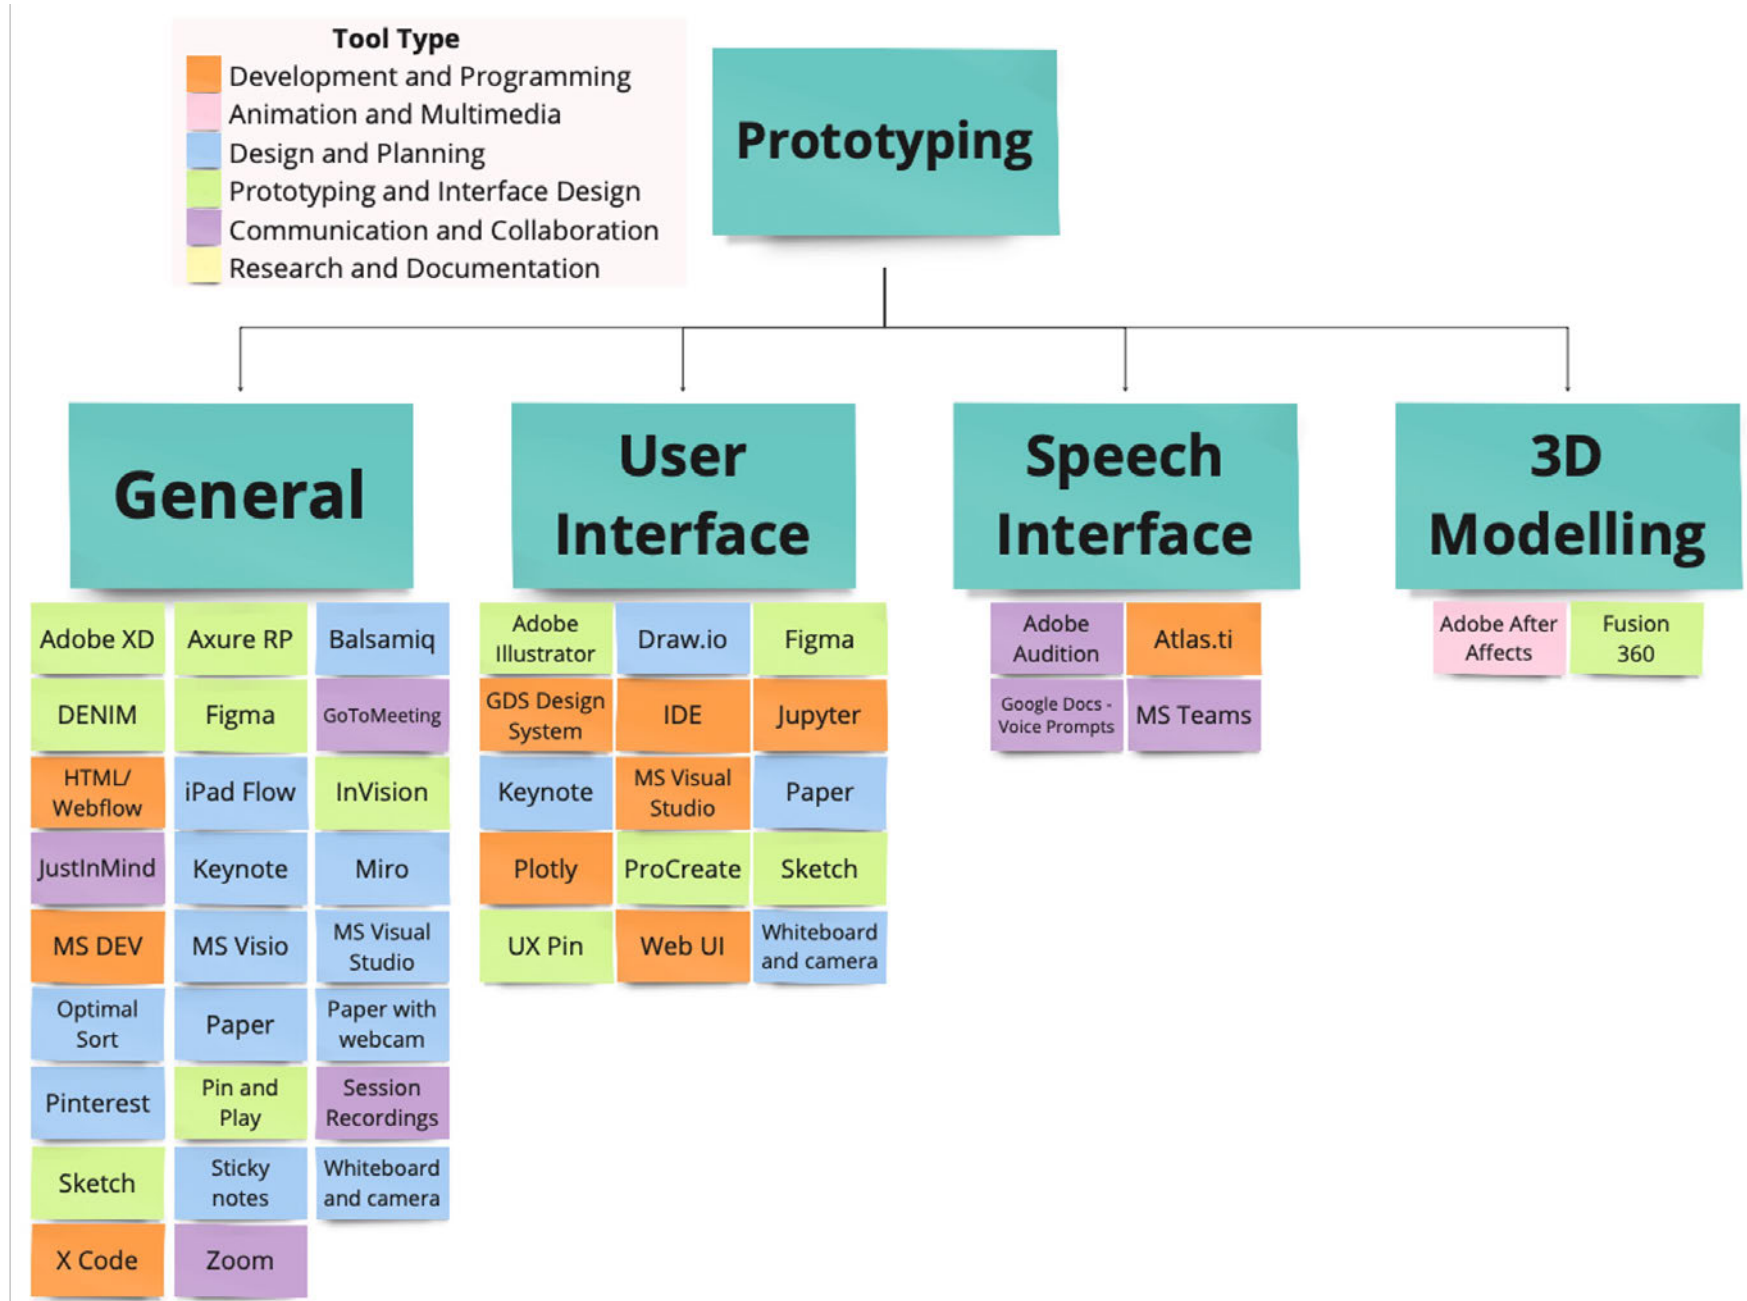 Tool Type
Development and Programming
Animation and Multimedia
Design and Planning
Prototyping and Interface Design
Communication and Collaboration
Research and Documentation
Prototyping
General
User
Interface
Speech
Interface
3D
Modelling
Adobe XD
Axure RP
Balsamiq
DENIM
Figma
GoToMeeting
HTML/
Webflow
iPad Flow
InVision
JustInMind
Keynote
Miro
MS DEV
MS Visio
MS Visual
Studio
Optimal
Sort
Paper
Paper with
webcam
Pinterest
Pin and
Play
Session
Recordings
Sketch
Sticky
notes
Whiteboard
and camera
X Code
Zoom
Adobe
Illustrator
Draw.io
Figma
GDS Design
System
IDE
Jupyter
Keynote
MS Visual
Studio
Paper
Plotly
ProCreate
Sketch
UX Pin
Web UI
Whiteboard
and camera
Adobe
Audition
Atlas.ti
Google Docs -
Voice Prompts
MS Teams
Adobe After
Affects
Fusion
360